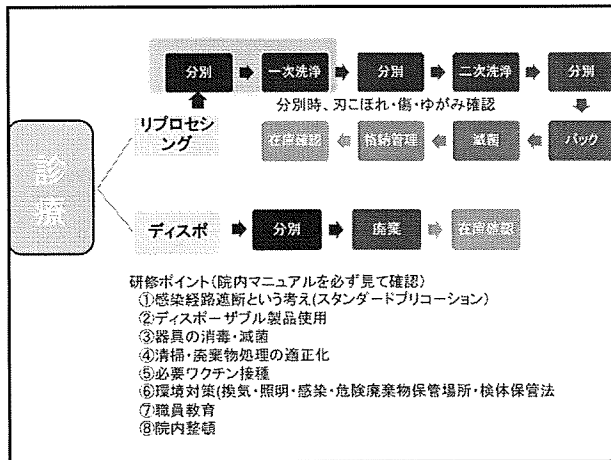 分別
一次洗浄
分別
二次洗浄
分別
分別時、刃こぼれ・傷・ゆがみ確認
診療
リプロセシ
ング
在庫確認
格納管理
滅菌
パック
ディスポ
分別
廃棄
在庫確認
研修ポイント(院内マニュアルを必ず見て確認)
①感染経路遮断という考え(スタンダードプリコーション)
②ディスポーザブル製品使用
③器具の消毒・滅菌
④清掃・廃棄物処理の適正化
⑤必要ワクチン接種
⑥環境対策(換気・照明・感染・危険廃棄物保管場所・検体保管法
⑦職員教育
⑧院内整頓